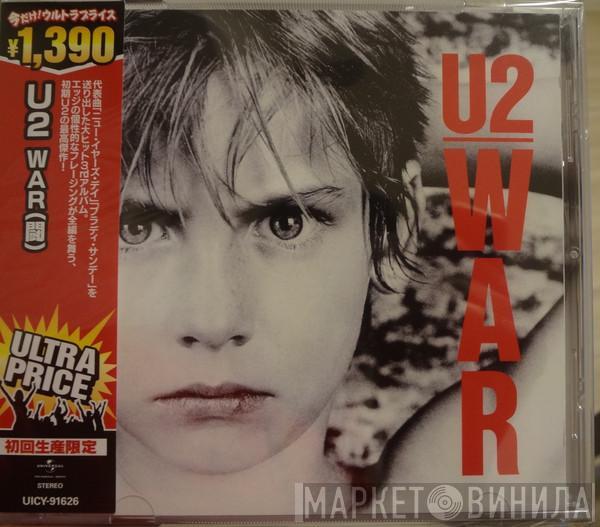 今だけ!ウルトラプライス
¥1,390
U2 WAR(闘)
代表曲「ニュー・イヤーズ・デイ」「ブラディ・サンデー」を
送り出した大ヒット3rdアルバム。
エッジの個性的なフレージングが全編を舞う、
初期U2の最高傑作!
ULTRA
PRICE
初回生産限定
UNIVERSAL
STEREO
UICY-91626
U2
WAR
МАРКЕТ ВИНИЛА